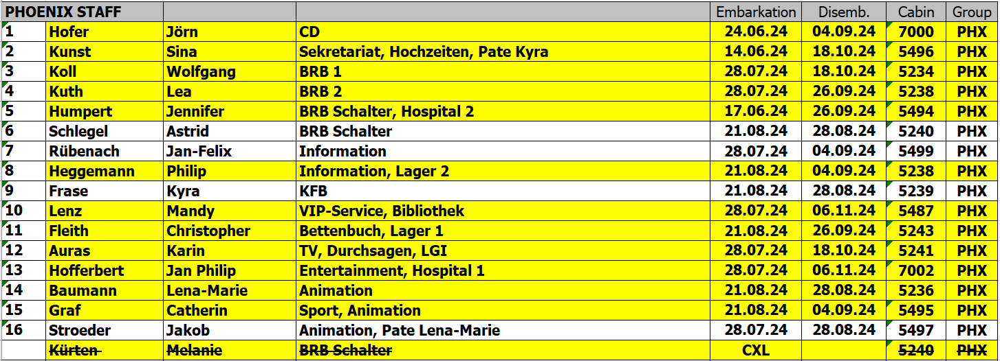 PHOENIX STAFF Embarkation Disemb. Cabin Group
1 Hofer Jörn CD 24.06.24 04.09.24 7000 PHX
2 Kunst Sina Sekretariat, Hochzeiten, Pate Kyra 14.06.24 18.10.24 5496 PHX
3 Koll Wolfgang BRB 1 28.07.24 18.10.24 5234 PHX
4 Kuth Lea BRB 2 28.07.24 26.09.24 5238 PHX
5 Humpert Jennifer BRB Schalter, Hospital 2 17.06.24 26.09.24 5494 PHX
6 Schlegel Astrid BRB Schalter 21.08.24 28.08.24 5240 PHX
7 Rübenach Jan-Felix Information 28.07.24 04.09.24 5499 PHX
8 Heggemann Philip Information, Lager 2 21.08.24 04.09.24 5238 PHX
9 Frase Kyra KFB 21.08.24 28.08.24 5239 PHX
10 Lenz Mandy VIP-Service, Bibliothek 28.07.24 06.11.24 5487 PHX
11 Fleith Christopher Bettenbuch, Lager 1 21.08.24 26.09.24 5243 PHX
12 Auras Karin TV, Durchsagen, LGI 28.07.24 18.10.24 5241 PHX
13 Hofferbert Jan Philip Entertainment, Hospital 1 28.07.24 06.11.24 7002 PHX
14 Baumann Lena-Marie Animation 21.08.24 28.08.24 5236 PHX
15 Graf Catherin Sport, Animation 21.08.24 04.09.24 5495 PHX
16 Stroeder Jakob Animation, Pate Lena-Marie 28.07.24 28.08.24 5497 PHX
Kürten Melanie BRB Schalter CXL 5240 PHX